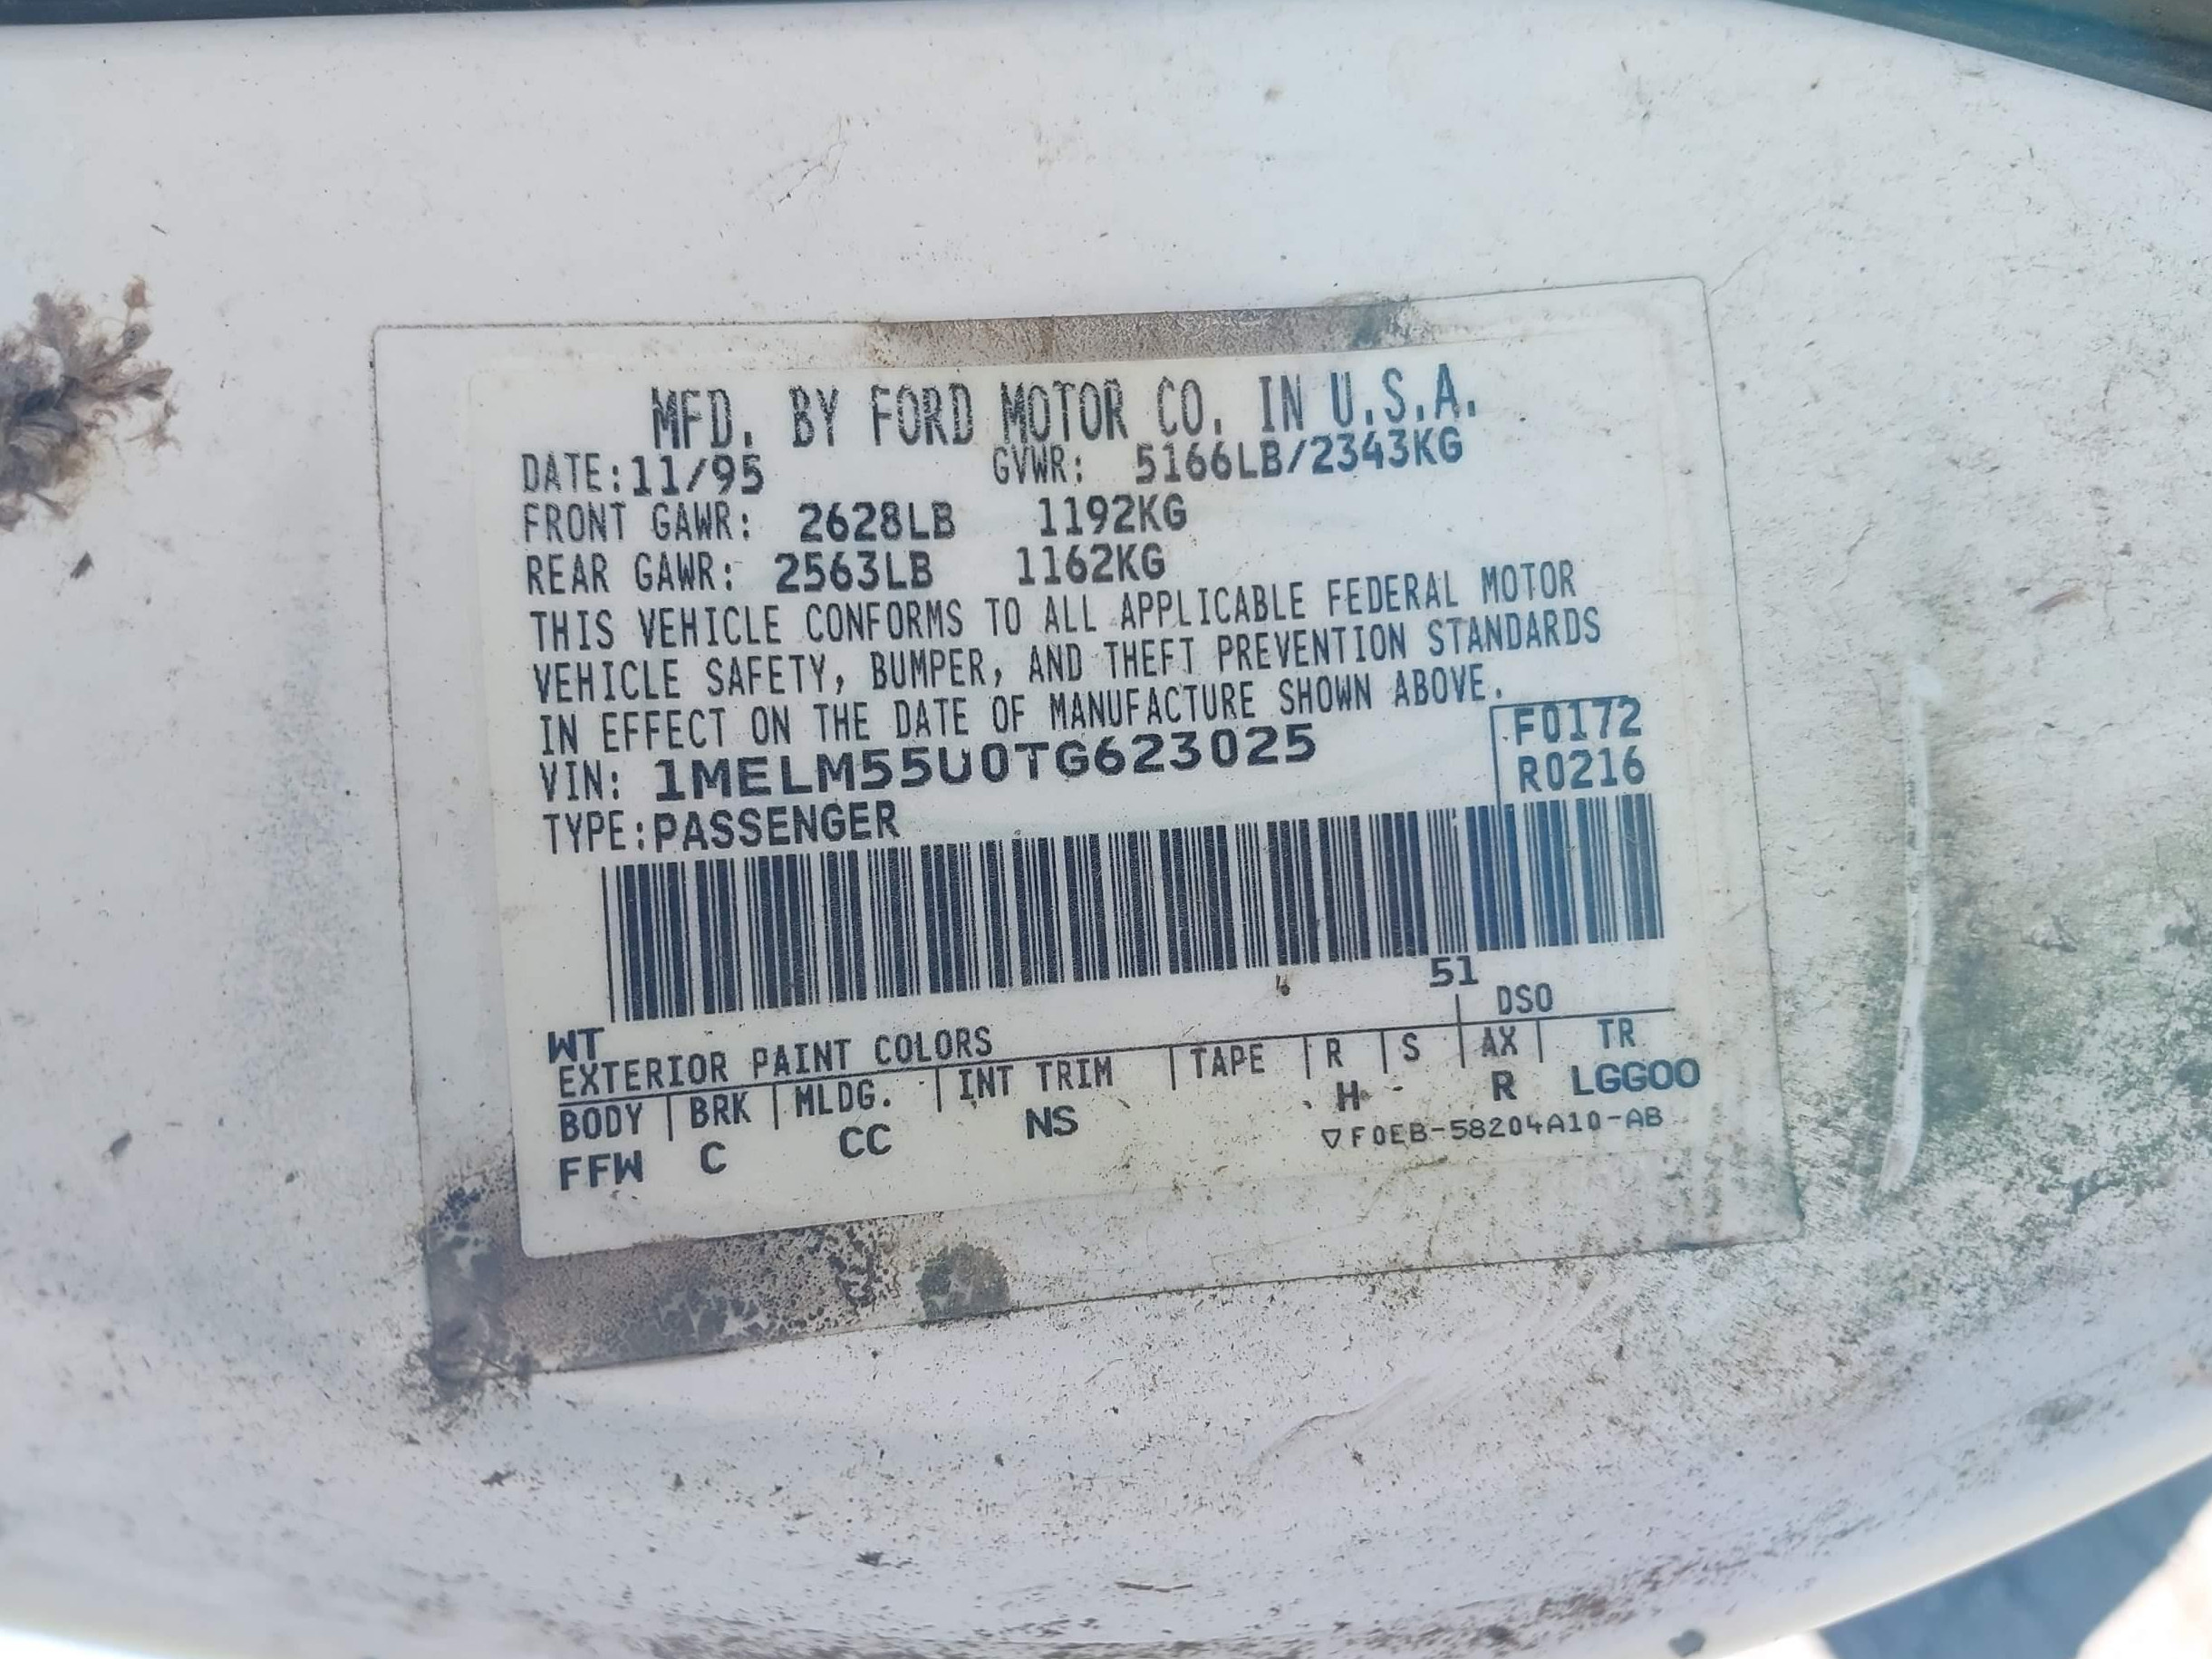 MFD. BY FORD MOTOR CO. IN U.S.A.
DATE:11/95 GVWR: 5166LB/2343KG
FRONT GAWR: 2628LB 1192KG
REAR GAWR: 2563LB 1162KG
THIS VEHICLE CONFORMS TO ALL APPLICABLE FEDERAL MOTOR
VEHICLE SAFETY, BUMPER, AND THEFT PREVENTION STANDARDS
IN EFFECT ON THE DATE OF MANUFACTURE SHOWN ABOVE.
VIN: 1MELM55U0TG623025 F0172
TYPE:PASSENGER R0216
51
WT DSO
EXTERIOR PAINT COLORS
BODY BRK MLDG. INT TRIM TAPE R S AX TR
FFW C CC NS H - R LGGOO
▽F0EB-58204A10-AB